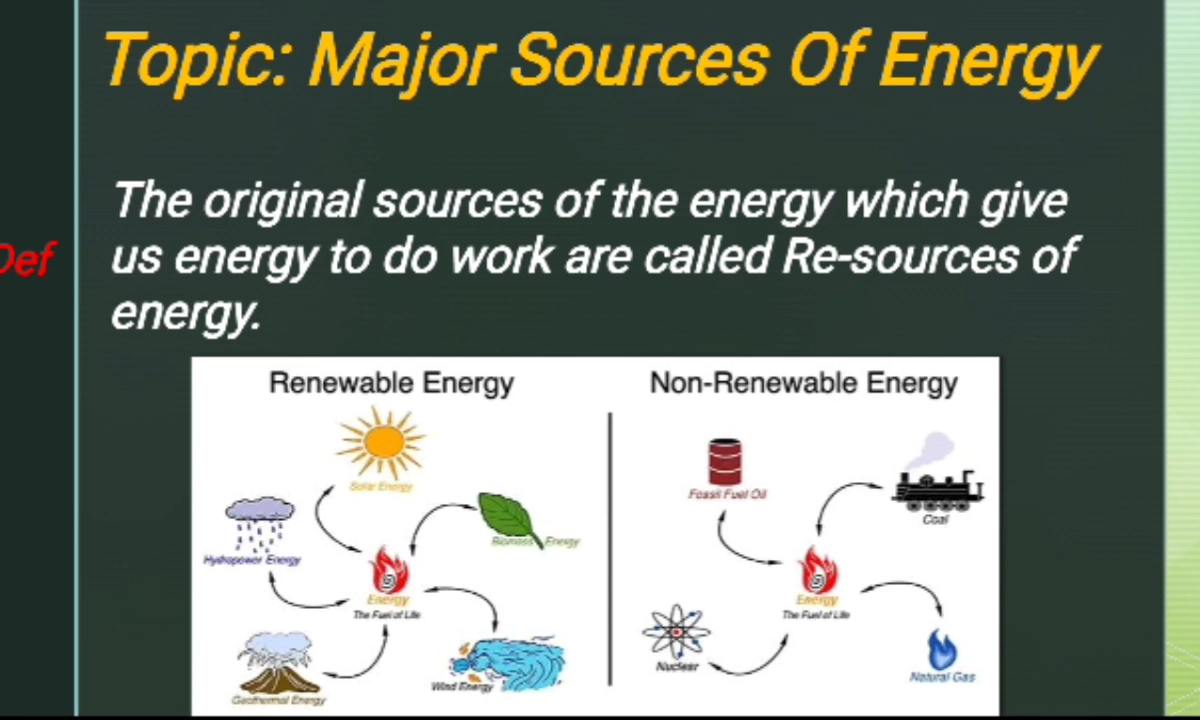 Topic: Major Sources Of Energy
The original sources of the energy which give
Def
us energy to do work are called Re-sources of
energy.
Renewable Energy
Non-Renewable Energy
Solar Energy
Hydropower Energy
Biomass Energy
Energy
The Fuel of Life
Geothermal Energy
Wind Energy
Fossil Fuel Oil
Coal
Energy
The Fuel of Life
Nuclear
Natural Gas